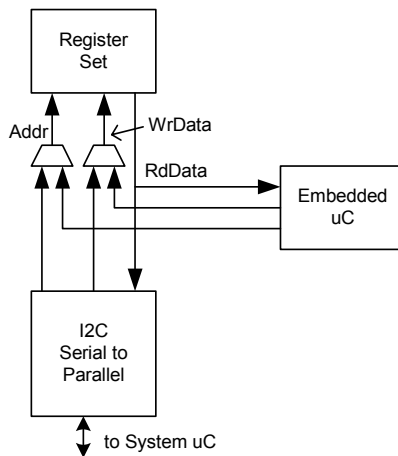 Register
Set
Addr
WrData
RdData
Embedded
uC
I2C
Serial to
Parallel
to System uC